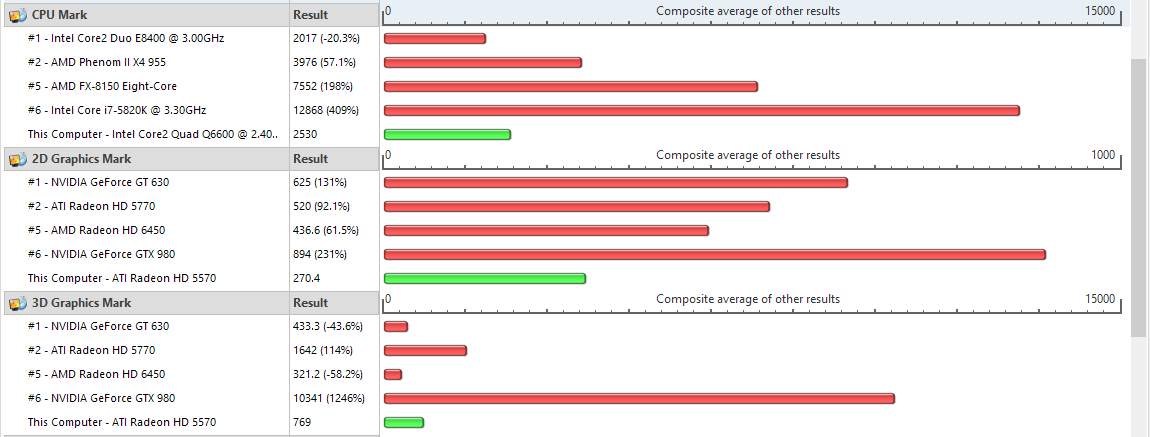 CPU Mark Result 0 Composite average of other results 15000
#1 - Intel Core2 Duo E8400 @ 3.00GHz 2017 (-20.3%)
#2 - AMD Phenom II X4 955 3976 (57.1%)
#5 - AMD FX-8150 Eight-Core 7552 (198%)
#6 - Intel Core i7-5820K @ 3.30GHz 12868 (409%)
This Computer - Intel Core2 Quad Q6600 @ 2.40.. 2530
2D Graphics Mark Result 0 Composite average of other results 1000
#1 - NVIDIA GeForce GT 630 625 (131%)
#2 - ATI Radeon HD 5770 520 (92.1%)
#5 - AMD Radeon HD 6450 436.6 (61.5%)
#6 - NVIDIA GeForce GTX 980 894 (231%)
This Computer - ATI Radeon HD 5570 270.4
3D Graphics Mark Result 0 Composite average of other results 15000
#1 - NVIDIA GeForce GT 630 433.3 (-43.6%)
#2 - ATI Radeon HD 5770 1642 (114%)
#5 - AMD Radeon HD 6450 321.2 (-58.2%)
#6 - NVIDIA GeForce GTX 980 10341 (1246%)
This Computer - ATI Radeon HD 5570 769